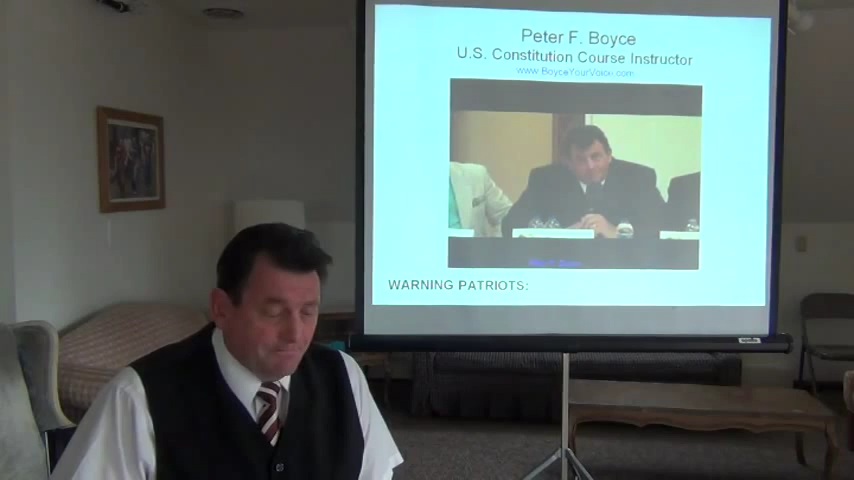 Peter F. Boyce
U.S. Constitution Course Instructor
www.BoyceYourVoice.com
WARNING PATRIOTS: